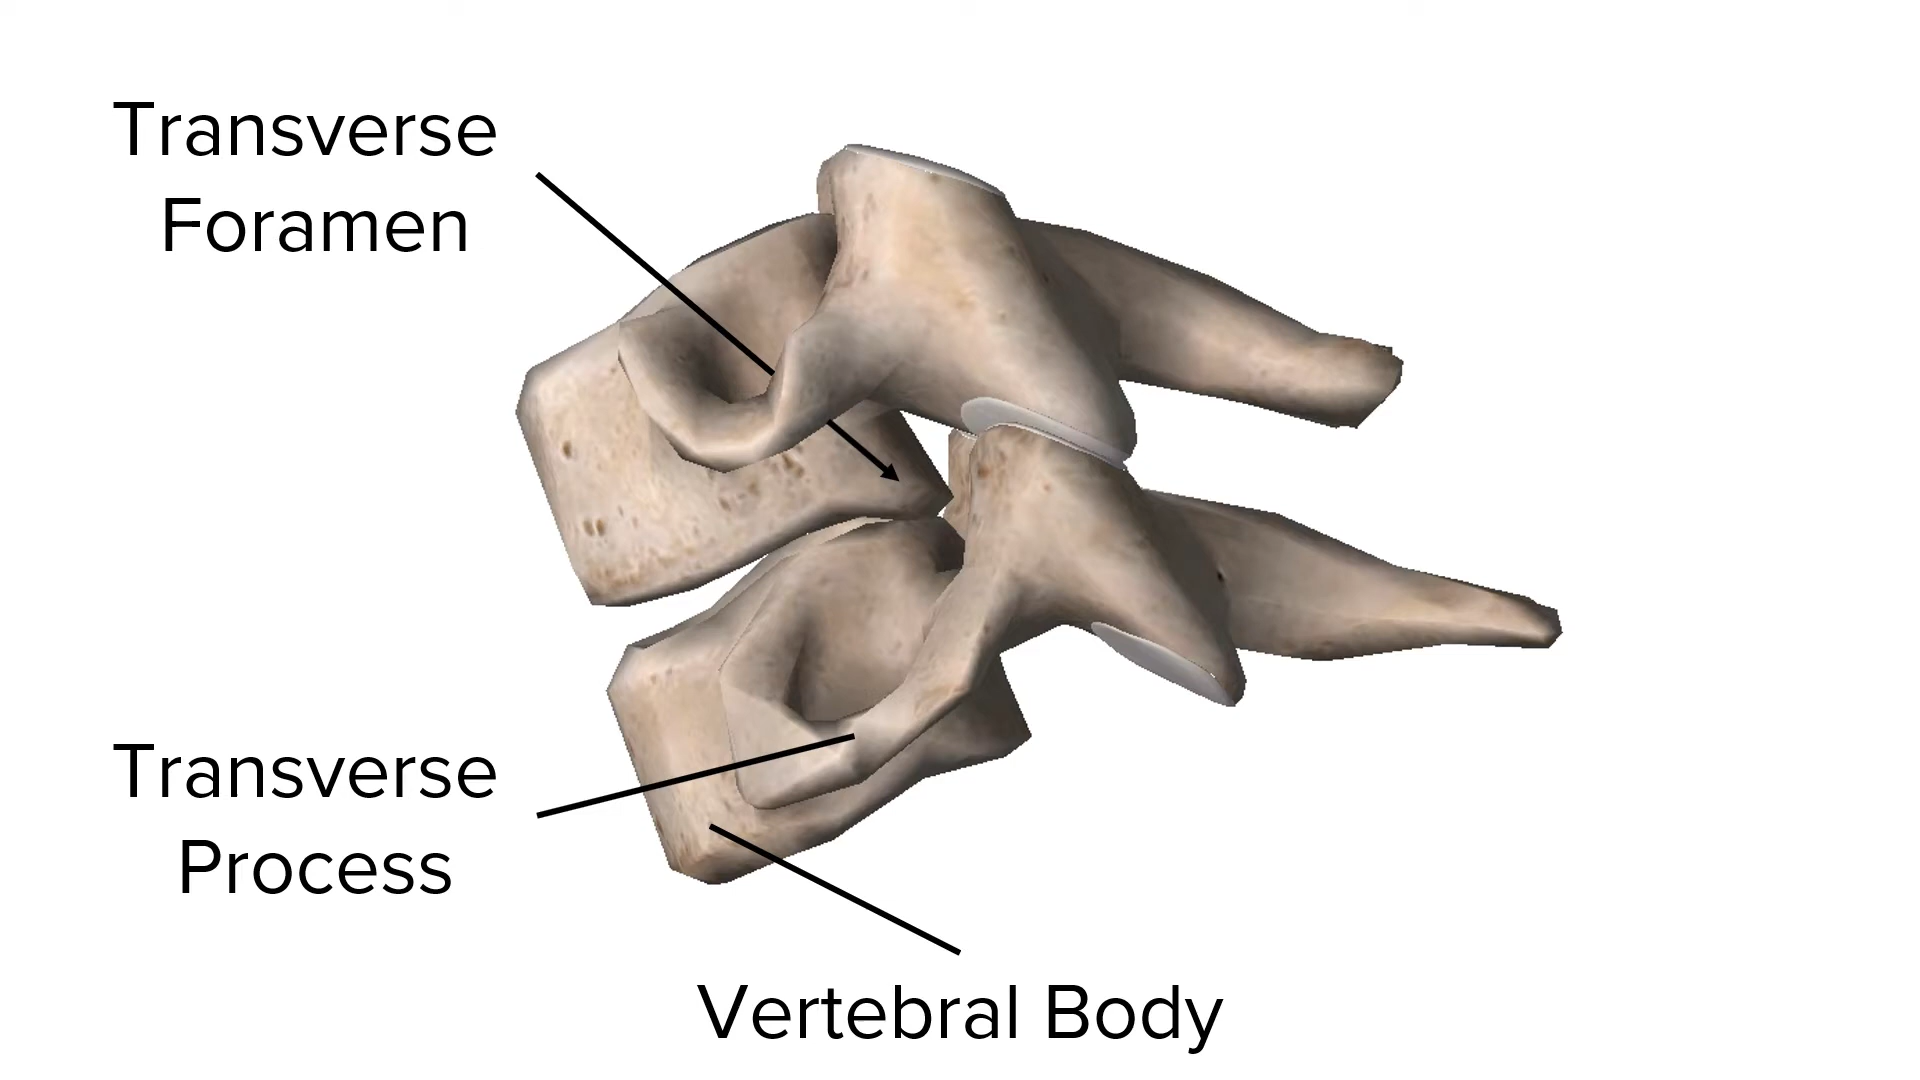 Transverse
Foramen
Transverse
Process
Vertebral Body